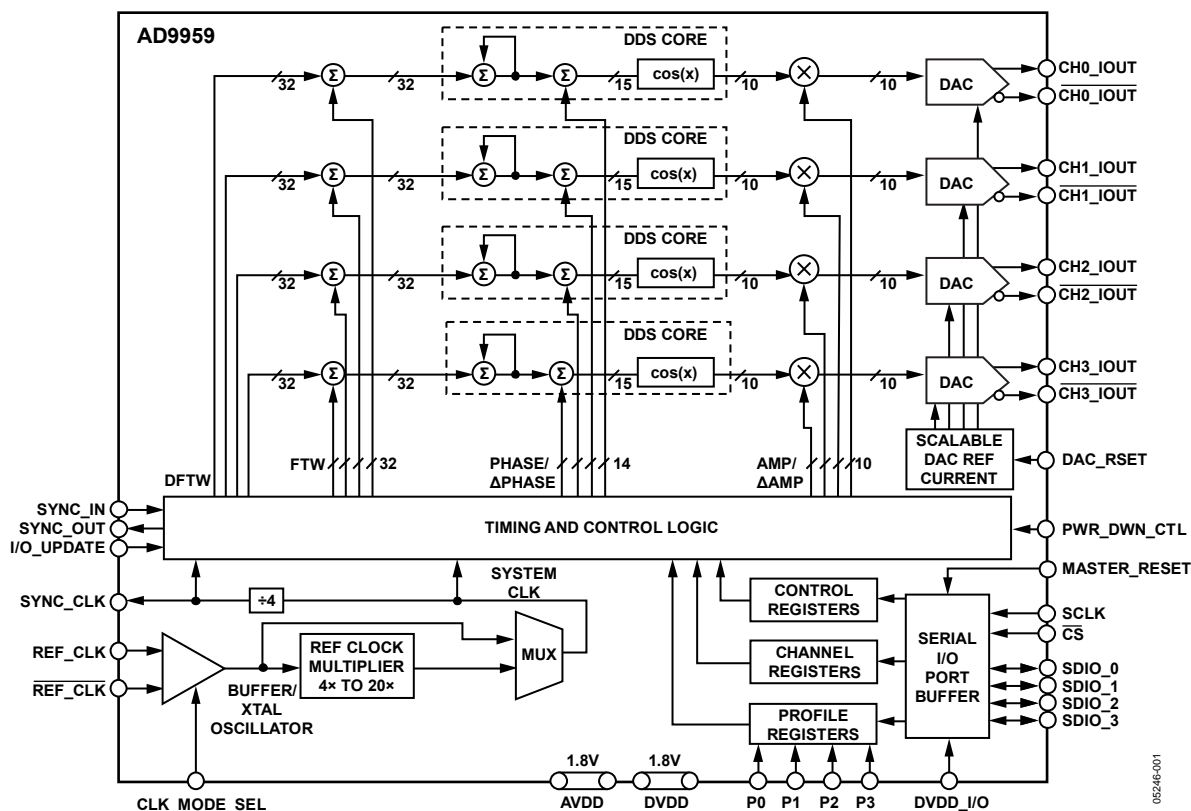 AD9959
DDS CORE
32
Σ
32
Σ
Σ
15
cos(x)
10
×
10
DAC
CH0_IOUT
CH0_IOUT
DDS CORE
32
Σ
32
Σ
Σ
15
cos(x)
10
×
10
DAC
CH1_IOUT
CH1_IOUT
DDS CORE
32
Σ
32
Σ
Σ
15
cos(x)
10
×
10
DAC
CH2_IOUT
CH2_IOUT
DDS CORE
32
Σ
32
Σ
Σ
15
cos(x)
10
×
10
DAC
CH3_IOUT
CH3_IOUT
SCALABLE
DAC REF
CURRENT
DAC_RSET
DFTW
FTW
32
PHASE/
ΔPHASE
14
AMP/
ΔAMP
10
SYNC_IN
SYNC_OUT
I/O_UPDATE
TIMING AND CONTROL LOGIC
PWR_DWN_CTL
MASTER_RESET
SYNC_CLK
÷4
SYSTEM
CLK
REF_CLK
REF_CLK
BUFFER/
XTAL
OSCILLATOR
REF CLOCK
MULTIPLIER
4× TO 20×
MUX
CONTROL
REGISTERS
CHANNEL
REGISTERS
PROFILE
REGISTERS
SERIAL
I/O
PORT
BUFFER
SCLK
CS
SDIO_0
SDIO_1
SDIO_2
SDIO_3
1.8V
1.8V
CLK_MODE_SEL
AVDD
DVDD
P0
P1
P2
P3
DVDD_I/O
05246-001